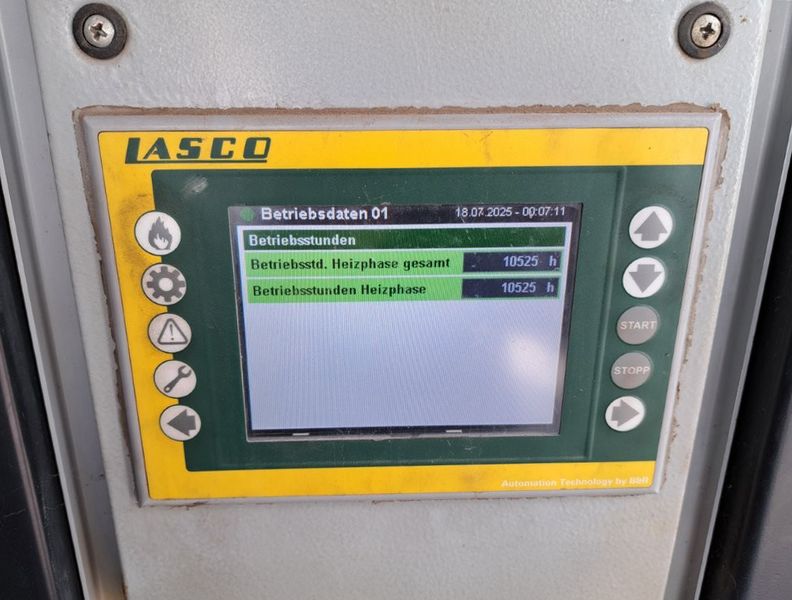 LASCO
Betriebsdaten 01 18.07.2025 - 00:07:11
Betriebsstunden
Betriebsstd. Heizphase gesamt 10525 h
Betriebsstunden Heizphase 10525 h
START
STOPP
Automation Technology by B&R